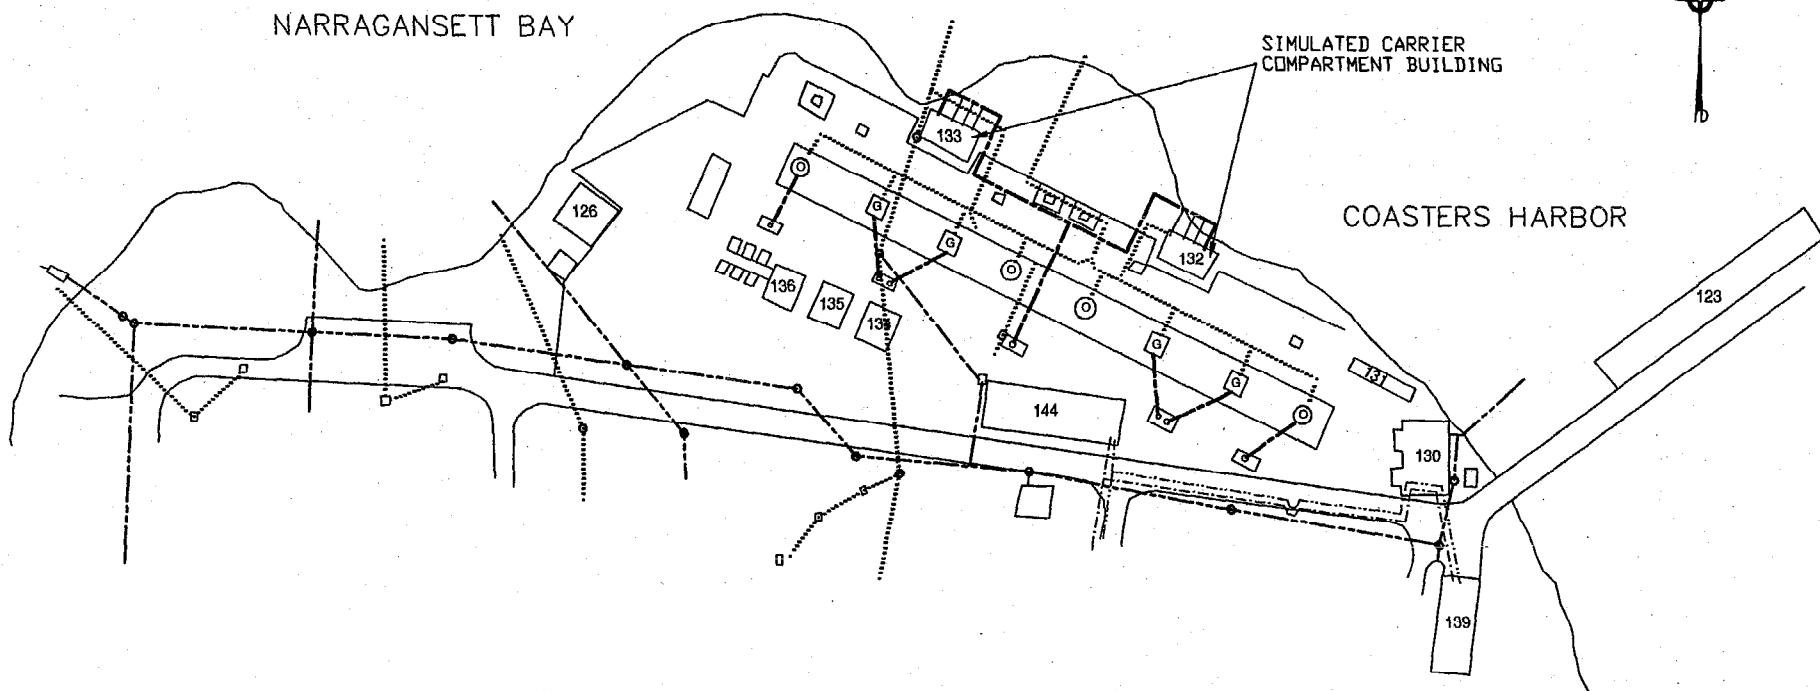 NARRAGANSETT BAY
SIMULATED CARRIER
COMPARTMENT BUILDING
133
126
COASTERS HARBOR
G
G
132
136
135
123
G
G
131
144
130
139